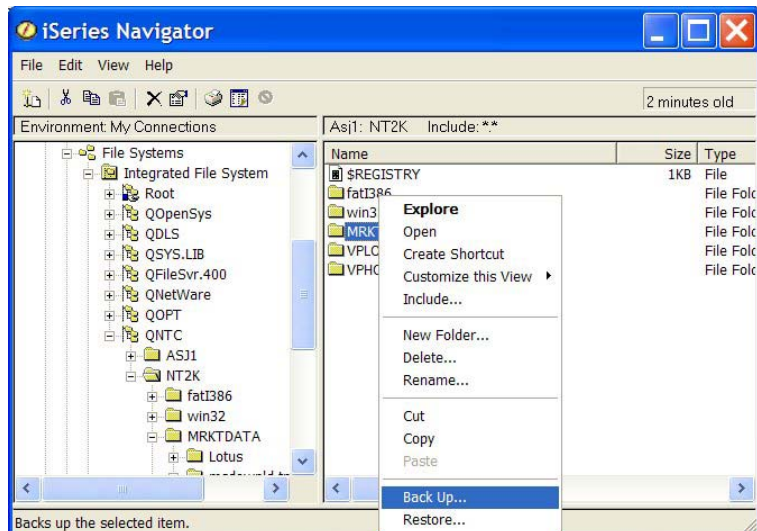 iSeries Navigator
File Edit View Help
2 minutes old
Environment: My Connections
Asj1: NT2K Include: *.*
File Systems
Integrated File System
Root
QOpenSys
QDLS
QSYS.LIB
QFileSvr.400
QNetWare
QOPT
QNTC
ASJ1
NT2K
fatI386
win32
MRKTDATA
Lotus
Name Size Type
$REGISTRY 1KB File
fatI386 File Fold
win3 File Fold
MRKT File Fold
VPLO File Fold
VPHO File Fold
Explore
Open
Create Shortcut
Customize this View
Include...
New Folder...
Delete...
Rename...
Cut
Copy
Paste
Back Up...
Restore...
Backs up the selected item.